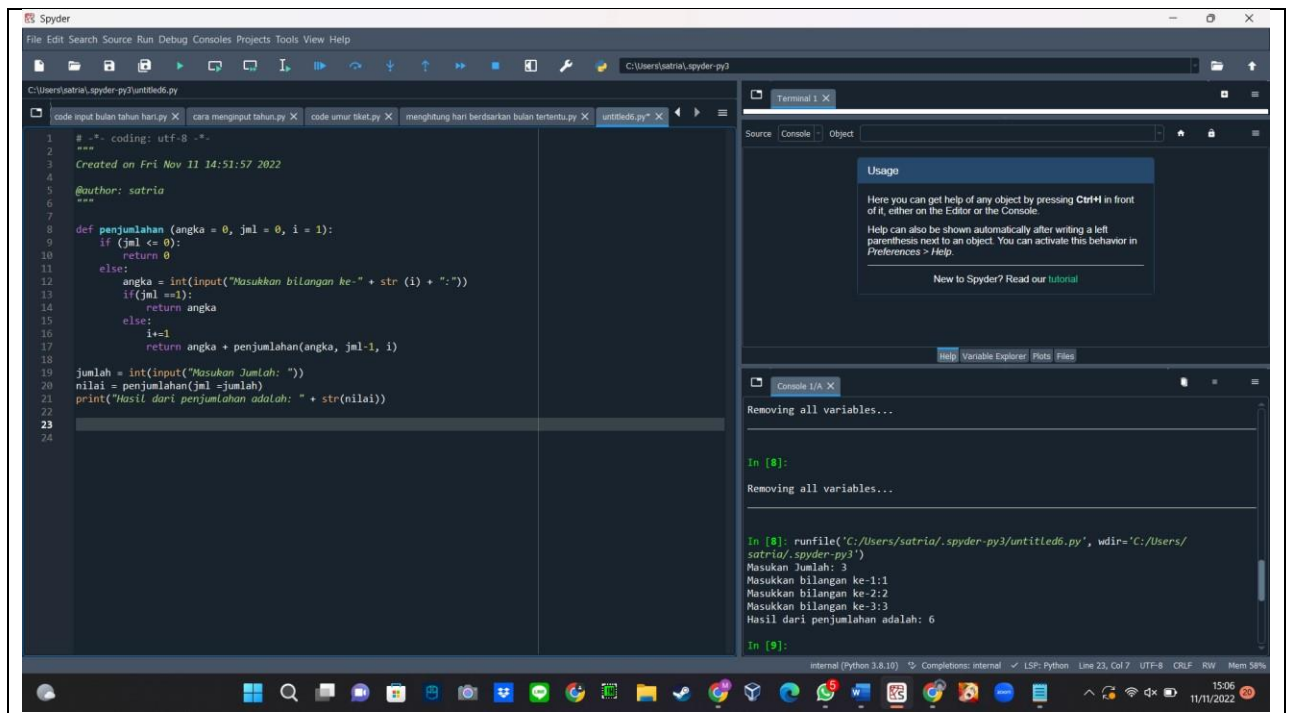 Spyder
File Edit Search Source Run Debug Consoles Projects Tools View Help
C:\Users\satria\.spyder-py3
C:\Users\satria\.spyder-py3\untitled6.py
code input bulan tahun hari.py X cara menginput tahun.py X code umur tiket.py X menghitung hari berdsarkan bulan tertentu.py X untitled6.py* X
1 # -*- coding: utf-8 -*-
2 """
3 Created on Fri Nov 11 14:51:57 2022
4
5 @author: satria
6 """
7
8 def penjumlahan (angka = 0, jml = 0, i = 1):
9     if (jml <= 0):
10         return 0
11     else:
12         angka = int(input("Masukkan bilangan ke-" + str (i) + ":"))
13         if(jml ==1):
14             return angka
15         else:
16             i+=1
17             return angka + penjumlahan(angka, jml-1, i)
18
19 jumlah = int(input("Masukan Jumlah: "))
20 nilai = penjumlahan(jml =jumlah)
21 print("Hasil dari penjumlahan adalah: " + str(nilai))
22
23
24
Terminal 1 X
Source Console Object
Usage
Here you can get help of any object by pressing Ctrl+I in front
of it, either on the Editor or the Console.
Help can also be shown automatically after writing a left
parenthesis next to an object. You can activate this behavior in
Preferences > Help.
New to Spyder? Read our tutorial
Help Variable Explorer Plots Files
Console 1/A X
Removing all variables...
In [8]:
Removing all variables...
In [8]: runfile('C:/Users/satria/.spyder-py3/untitled6.py', wdir='C:/Users/
satria/.spyder-py3')
Masukan Jumlah: 3
Masukkan bilangan ke-1:1
Masukkan bilangan ke-2:2
Masukkan bilangan ke-3:3
Hasil dari penjumlahan adalah: 6
In [9]:
internal (Python 3.8.10) Completions: internal ✓ LSP: Python Line 23, Col 7 UTF-8 CRLF RW Mem 58%
15:06
11/11/2022 20